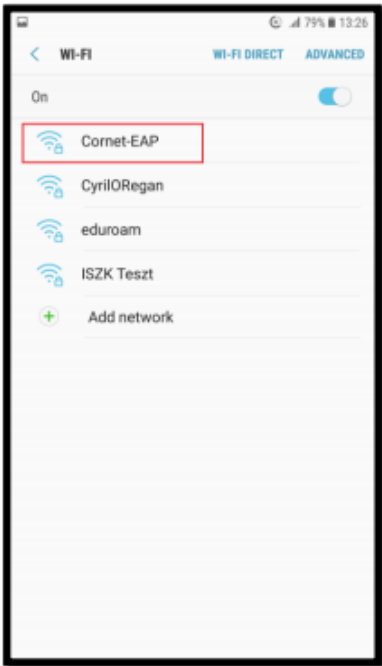 79% 13:26
WI-FI WI-FI DIRECT ADVANCED
On
Cornet-EAP
CyrilORegan
eduroam
ISZK Teszt
Add network